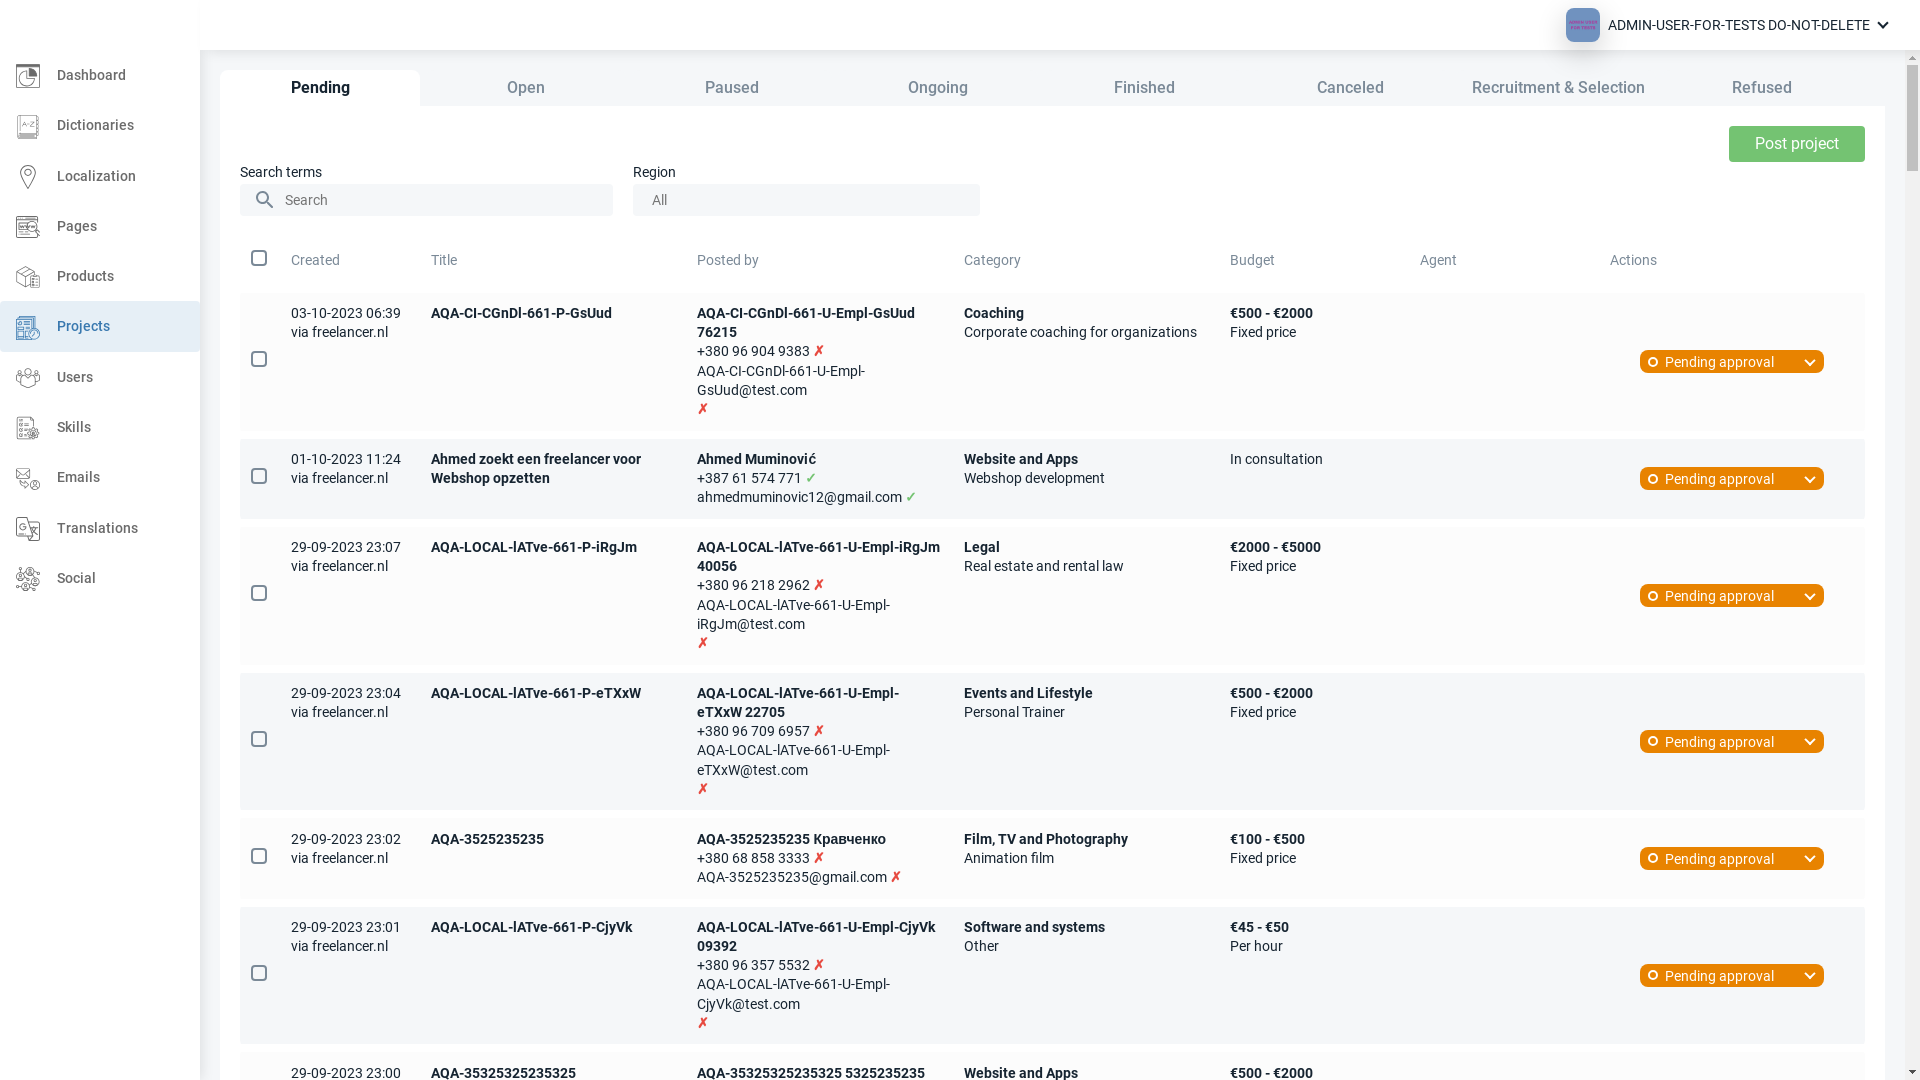 ADMIN-USER-FOR-TESTS DO-NOT-DELETE
Dashboard
Dictionaries
Localization
Pages
Products
Projects
Users
Skills
Emails
Translations
Social
Pending Open Paused Ongoing Finished Canceled Recruitment & Selection Refused
Post project
Search terms Region
Search All
Created Title Posted by Category Budget Agent Actions
03-10-2023 06:39
via freelancer.nl
AQA-CI-CGnDl-661-P-GsUud
AQA-CI-CGnDl-661-U-Empl-GsUud
76215
+380 96 904 9383 ✗
AQA-CI-CGnDl-661-U-Empl-
GsUud@test.com
✗
Coaching
Corporate coaching for organizations
€500 - €2000
Fixed price
Pending approval
01-10-2023 11:24
via freelancer.nl
Ahmed zoekt een freelancer voor
Webshop opzetten
Ahmed Muminović
+387 61 574 771 ✓
ahmedmuminovic12@gmail.com ✓
Website and Apps
Webshop development
In consultation
Pending approval
29-09-2023 23:07
via freelancer.nl
AQA-LOCAL-lATve-661-P-iRgJm
AQA-LOCAL-lATve-661-U-Empl-iRgJm
40056
+380 96 218 2962 ✗
AQA-LOCAL-lATve-661-U-Empl-
iRgJm@test.com
✗
Legal
Real estate and rental law
€2000 - €5000
Fixed price
Pending approval
29-09-2023 23:04
via freelancer.nl
AQA-LOCAL-lATve-661-P-eTXxW
AQA-LOCAL-lATve-661-U-Empl-
eTXxW 22705
+380 96 709 6957 ✗
AQA-LOCAL-lATve-661-U-Empl-
eTXxW@test.com
✗
Events and Lifestyle
Personal Trainer
€500 - €2000
Fixed price
Pending approval
29-09-2023 23:02
via freelancer.nl
AQA-3525235235
AQA-3525235235 Кравченко
+380 68 858 3333 ✗
AQA-3525235235@gmail.com ✗
Film, TV and Photography
Animation film
€100 - €500
Fixed price
Pending approval
29-09-2023 23:01
via freelancer.nl
AQA-LOCAL-lATve-661-P-CjyVk
AQA-LOCAL-lATve-661-U-Empl-CjyVk
09392
+380 96 357 5532 ✗
AQA-LOCAL-lATve-661-U-Empl-
CjyVk@test.com
✗
Software and systems
Other
€45 - €50
Per hour
Pending approval
29-09-2023 23:00
AQA-35325325235325
AQA-35325325235325 5325235235
Website and Apps
€500 - €2000